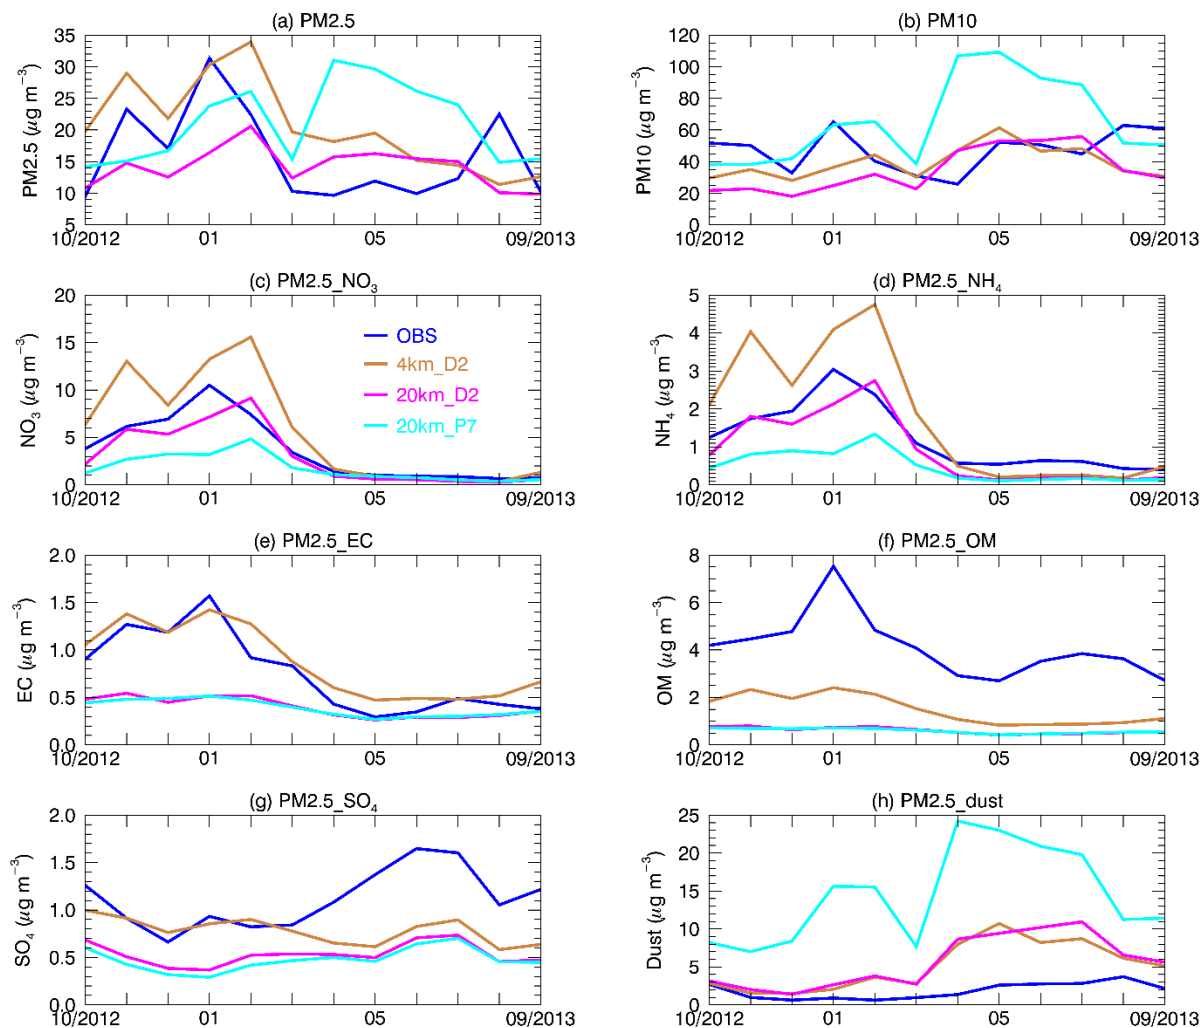 (a) PM2.5
(b) PM10
PM2.5 (μg m⁻³)
35
30
25
20
15
10
5
10/2012 01 05 09/2013
PM10 (μg m⁻³)
120
100
80
60
40
20
0
10/2012 01 05 09/2013
(c) PM2.5_NO₃
(d) PM2.5_NH₄
NO₃ (μg m⁻³)
20
15
10
5
0
OBS
4km_D2
20km_D2
20km_P7
10/2012 01 05 09/2013
NH₄ (μg m⁻³)
5
4
3
2
1
0
10/2012 01 05 09/2013
(e) PM2.5_EC
(f) PM2.5_OM
EC (μg m⁻³)
2.0
1.5
1.0
0.5
0.0
10/2012 01 05 09/2013
OM (μg m⁻³)
8
6
4
2
0
10/2012 01 05 09/2013
(g) PM2.5_SO₄
(h) PM2.5_dust
SO₄ (μg m⁻³)
2.0
1.5
1.0
0.5
0.0
10/2012 01 05 09/2013
Dust (μg m⁻³)
25
20
15
10
5
0
10/2012 01 05 09/2013